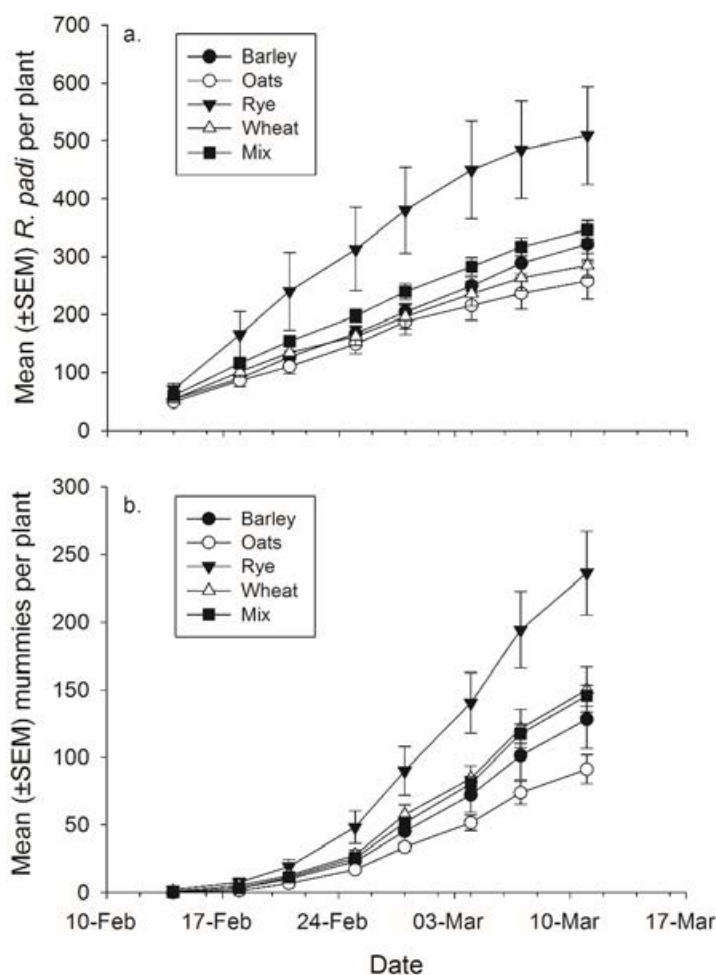 700
a.
600
500
400
300
200
100
0
Barley
Oats
Rye
Wheat
Mix
Mean (±SEM) R. padi per plant
300
b.
250
200
150
100
50
0
Barley
Oats
Rye
Wheat
Mix
Mean (±SEM) mummies per plant
10-Feb 17-Feb 24-Feb 03-Mar 10-Mar 17-Mar
Date